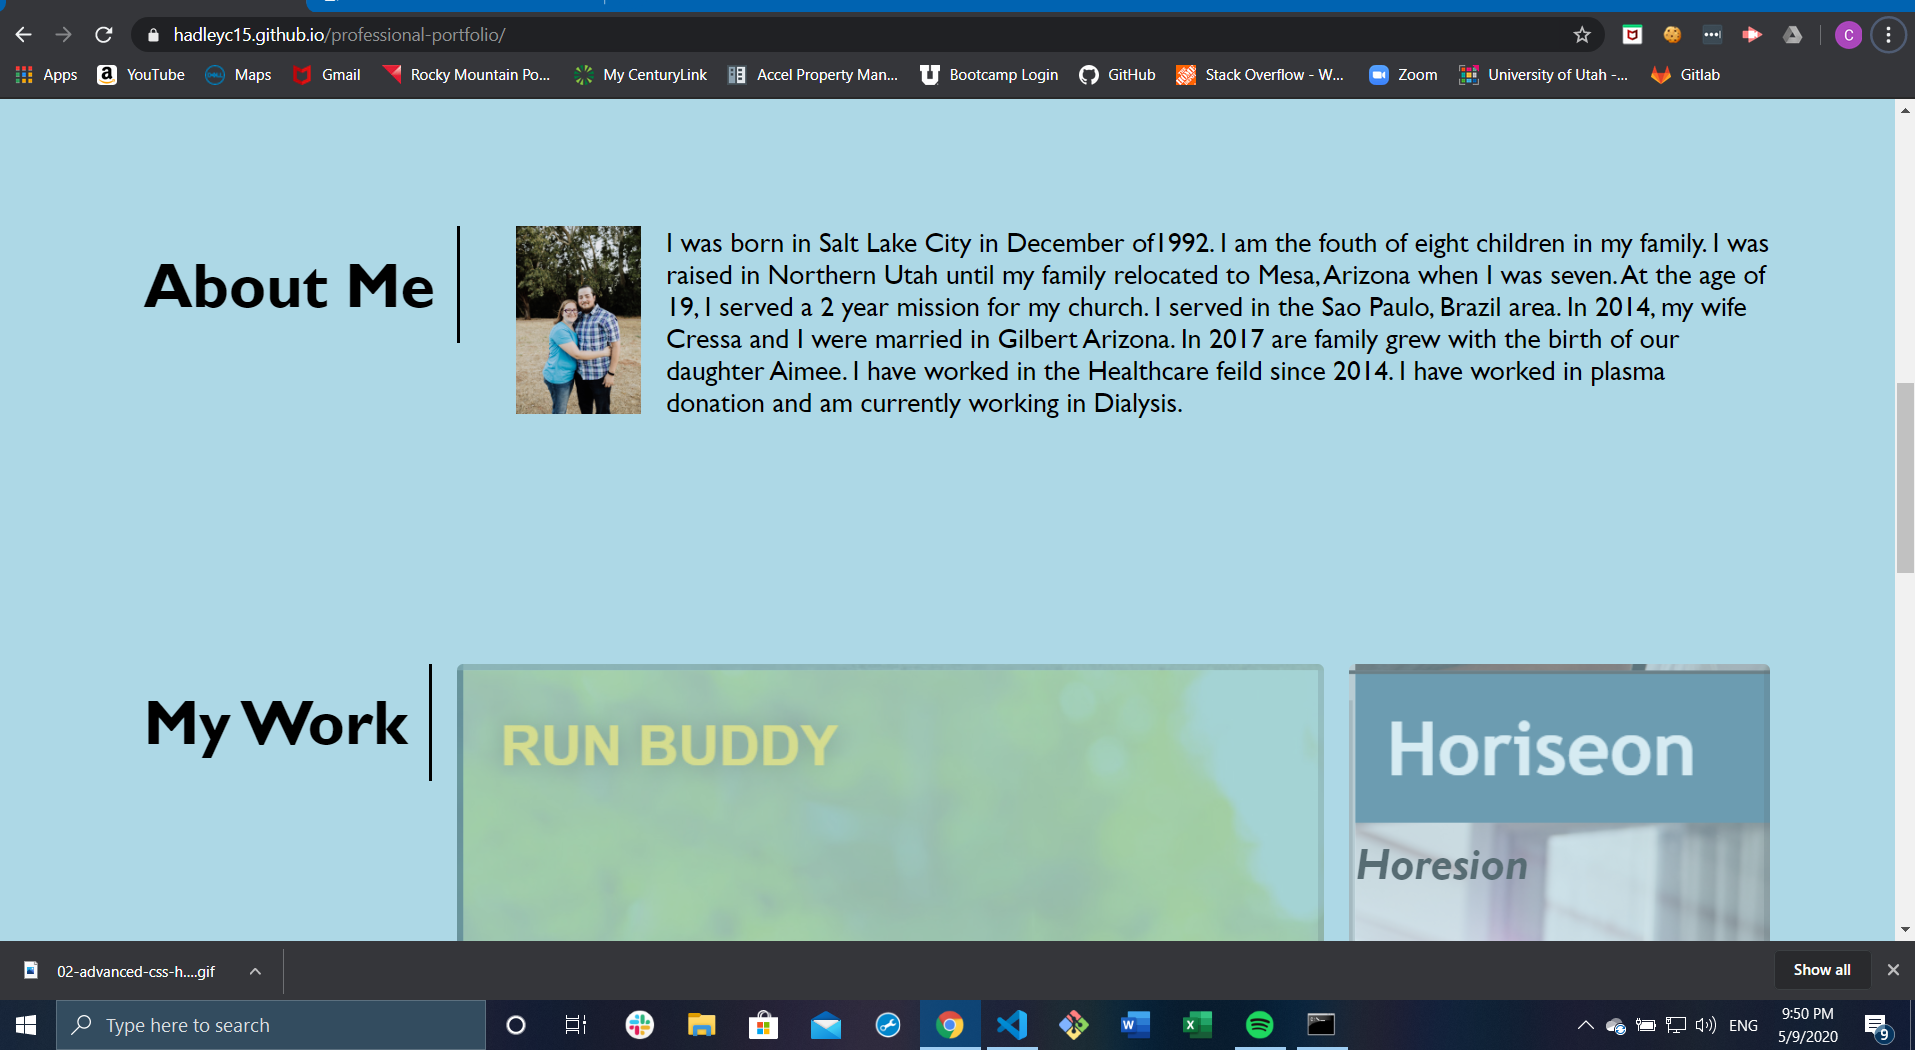 hadleyc15.github.io/professional-portfolio/
C
Apps YouTube Maps Gmail Rocky Mountain Po... My CenturyLink Accel Property Man... Bootcamp Login GitHub Stack Overflow - W... Zoom University of Utah -... Gitlab
About Me
I was born in Salt Lake City in December of1992. I am the fouth of eight children in my family. I was
raised in Northern Utah until my family relocated to Mesa, Arizona when I was seven. At the age of
19, I served a 2 year mission for my church. I served in the Sao Paulo, Brazil area. In 2014, my wife
Cressa and I were married in Gilbert Arizona. In 2017 are family grew with the birth of our
daughter Aimee. I have worked in the Healthcare feild since 2014. I have worked in plasma
donation and am currently working in Dialysis.
My Work
RUN BUDDY
Horiseon
Horesion
02-advanced-css-h....gif
Show all
Type here to search
ENG
9:50 PM
5/9/2020
9